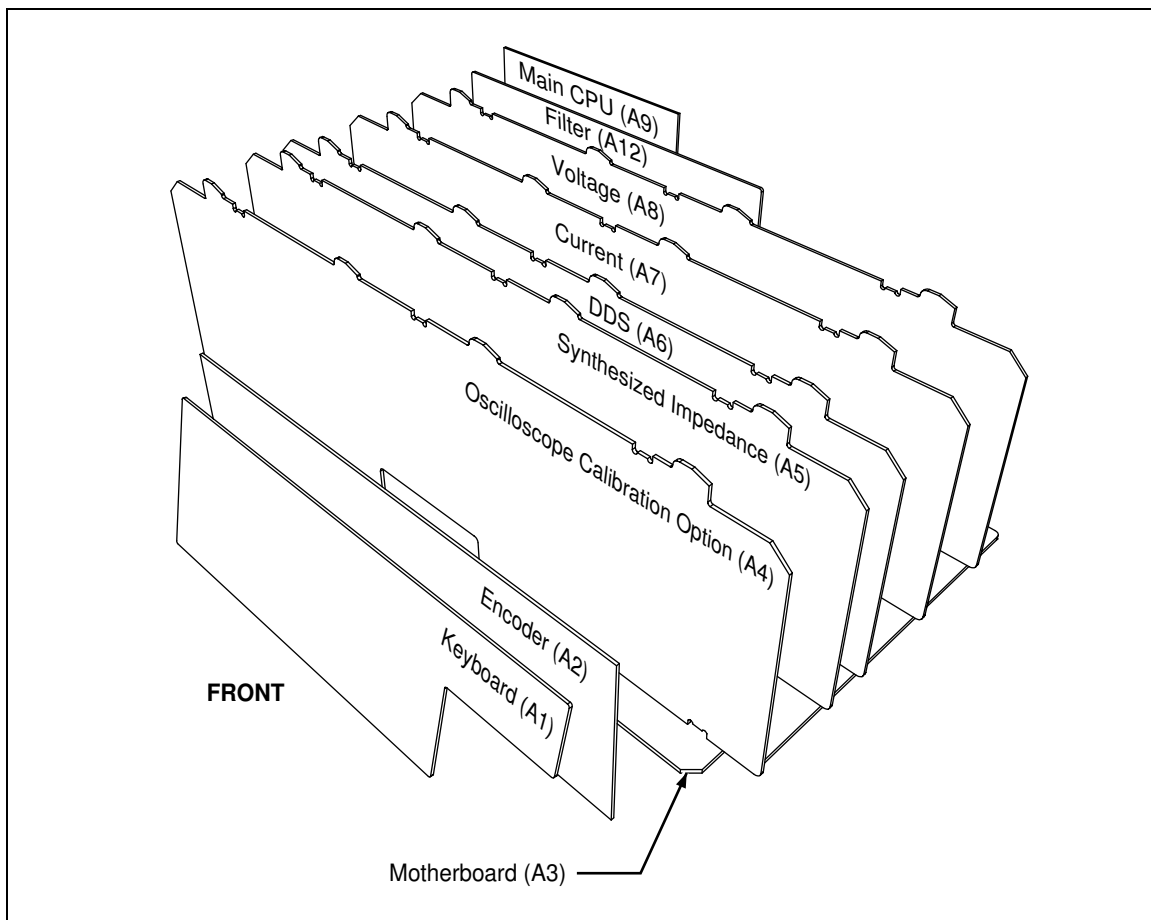 Main CPU (A9)
Filter (A12)
Voltage (A8)
Current (A7)
DDS (A6)
Synthesized Impedance (A5)
Oscilloscope Calibration Option (A4)
Encoder (A2)
Keyboard (A1)
FRONT
Motherboard (A3)